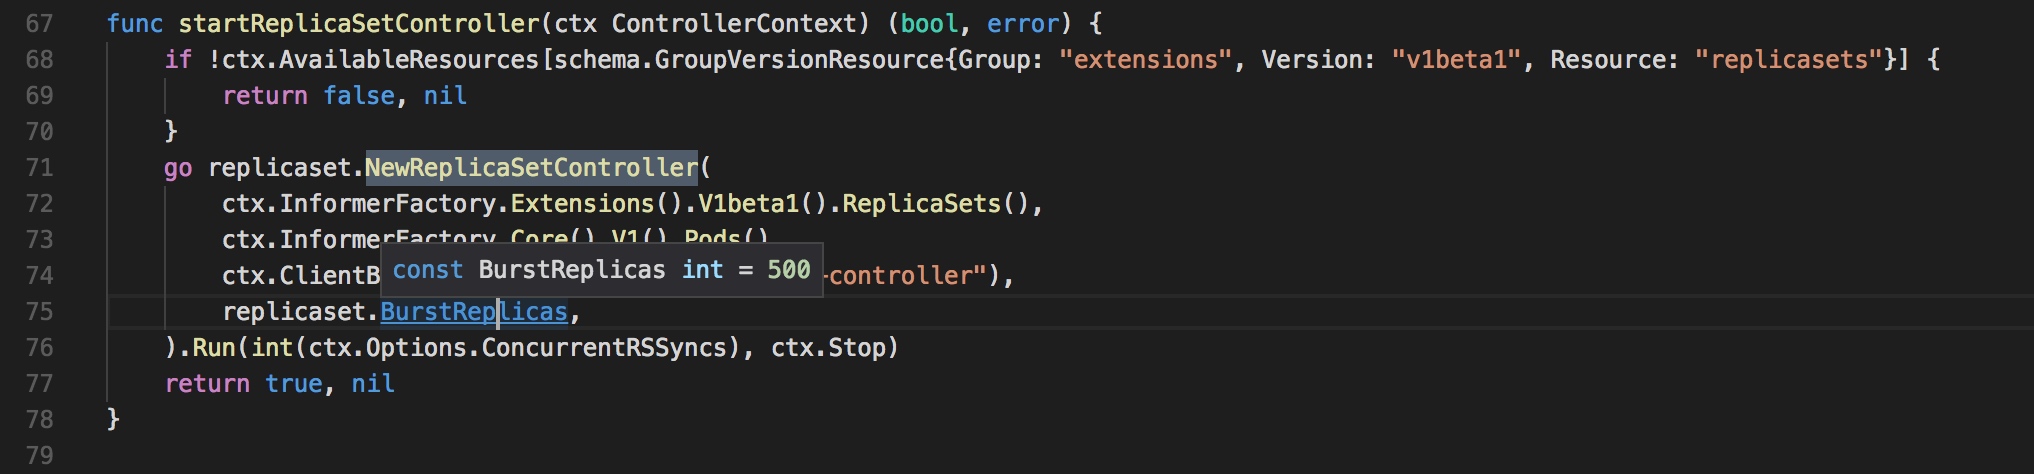 67 func startReplicaSetController(ctx ControllerContext) (bool, error) {
68 if !ctx.AvailableResources[schema.GroupVersionResource{Group: "extensions", Version: "v1beta1", Resource: "replicasets"}] {
69 return false, nil
70 }
71 go replicaset.NewReplicaSetController(
72 ctx.InformerFactory.Extensions().V1beta1().ReplicaSets(),
73 ctx.InformerFactory.Core().V1().Pods()
const BurstReplicas int = 500
74 ctx.ClientB -controller"),
75 replicaset.BurstReplicas,
76 ).Run(int(ctx.Options.ConcurrentRSSyncs), ctx.Stop)
77 return true, nil
78 }
79